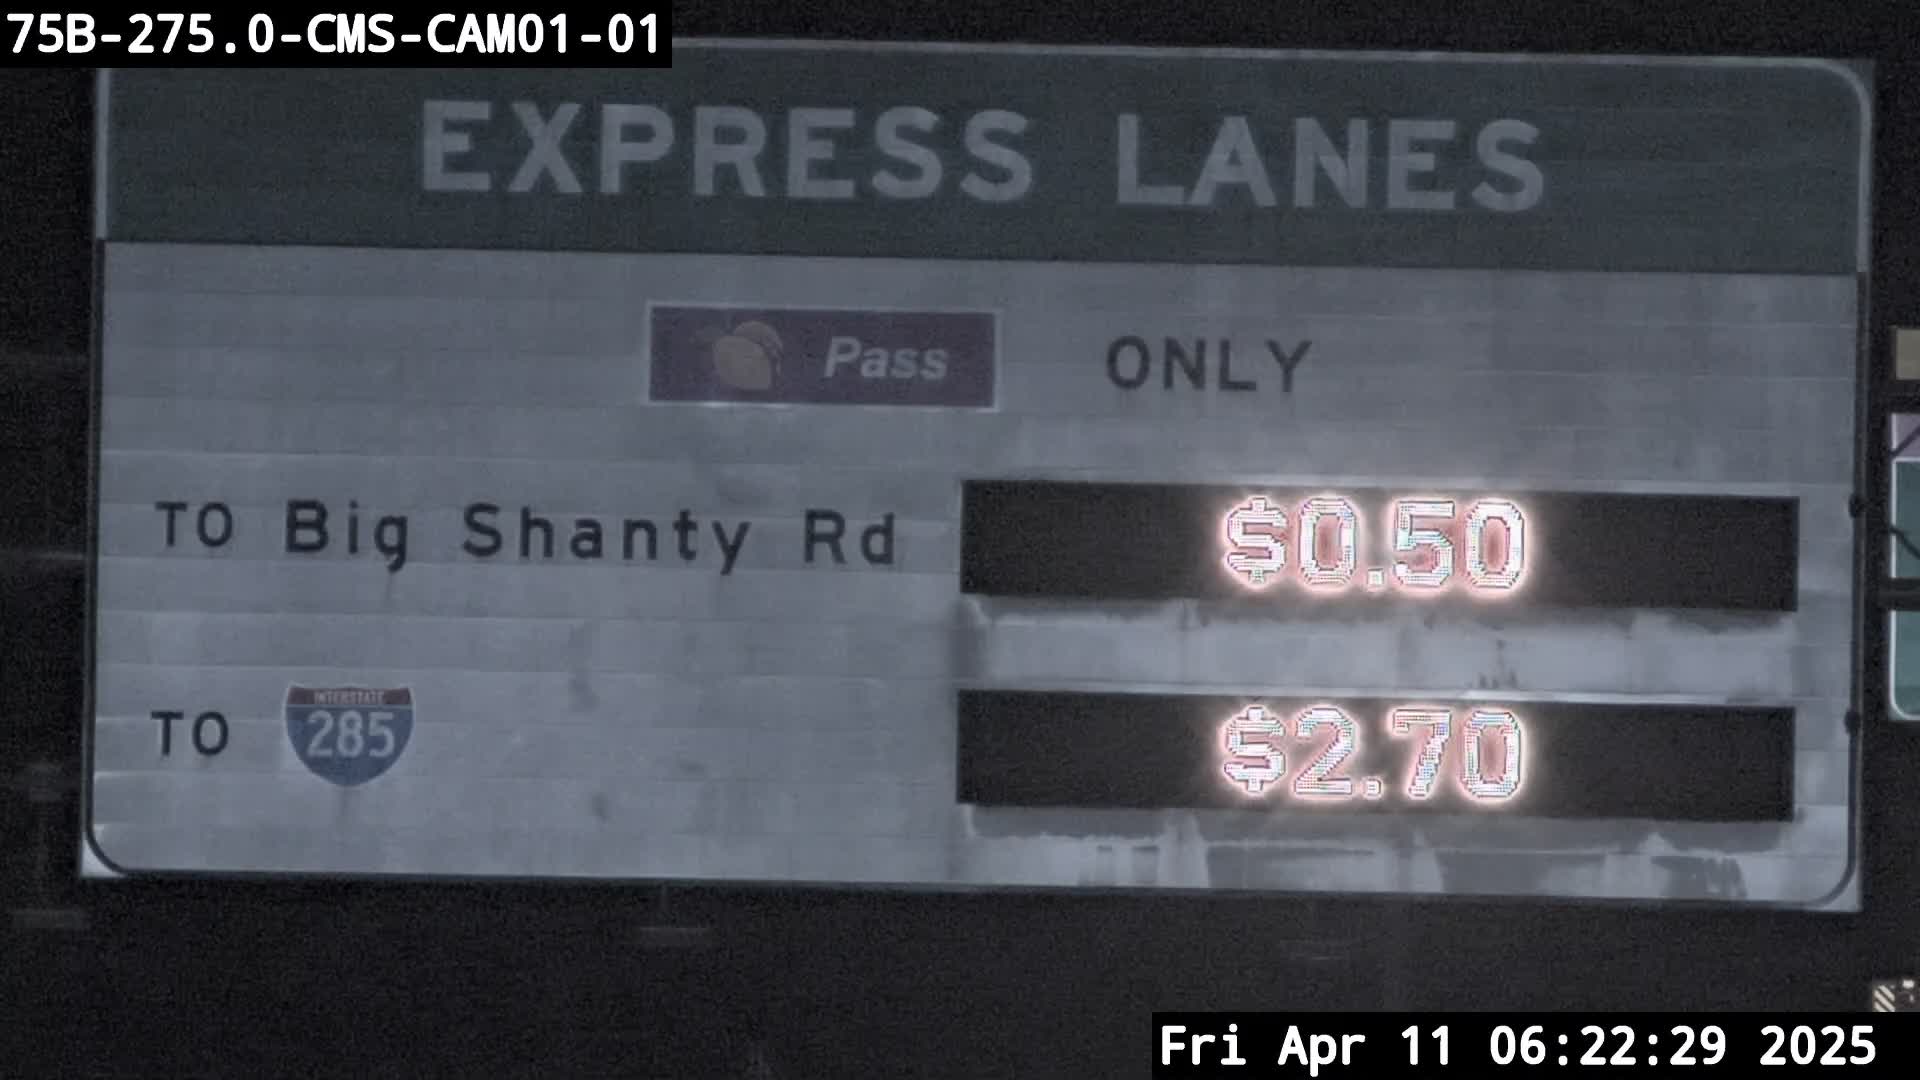 75B-275.0-CMS-CAM01-01
EXPRESS LANES
Pass ONLY
TO Big Shanty Rd $0.50
TO INTERSTATE 285 $2.70
Fri Apr 11 06:22:29 2025